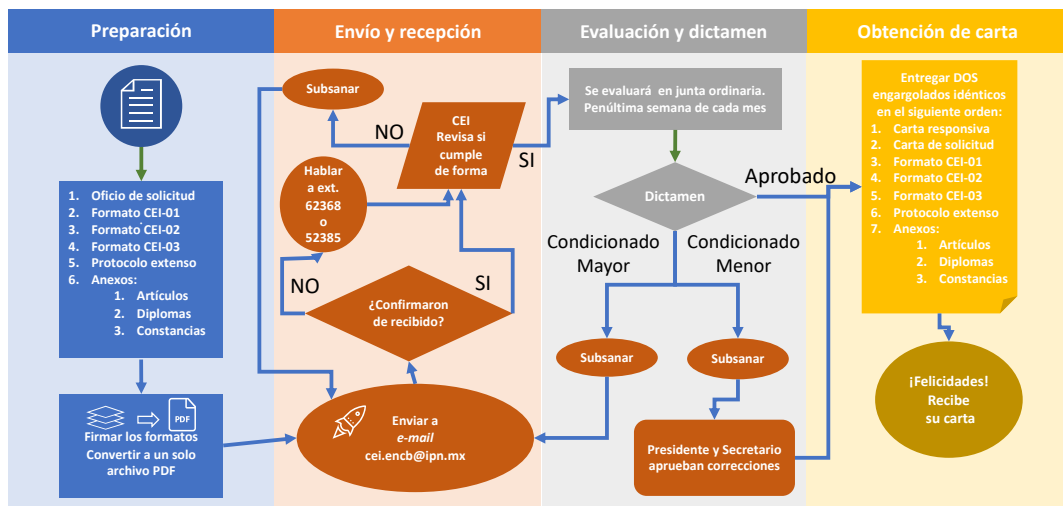 Preparación
Envío y recepción
Evaluación y dictamen
Obtención de carta
1. Oficio de solicitud
2. Formato CEI-01
3. Formato CEI-02
4. Formato CEI-03
5. Protocolo extenso
6. Anexos:
1. Artículos
2. Diplomas
3. Constancias
PDF
Firmar los formatos
Convertir a un solo
archivo PDF
Subsanar
NO
CEI
Revisa si
cumple
de forma
SI
Hablar
a ext.
62368
o
52385
NO
SI
¿Confirmaron
de recibido?
Enviar a
e-mail
cei.encb@ipn.mx
Se evaluará en junta ordinaria.
Penúltima semana de cada mes
Dictamen
Aprobado
Condicionado
Mayor
Condicionado
Menor
Subsanar
Subsanar
Presidente y Secretario
aprueban correcciones
Entregar DOS
engargolados idénticos
en el siguiente orden:
1. Carta responsiva
2. Carta de solicitud
3. Formato CEI-01
4. Formato CEI-02
5. Formato CEI-03
6. Protocolo extenso
7. Anexos:
1. Artículos
2. Diplomas
3. Constancias
¡Felicidades!
Recibe
su carta